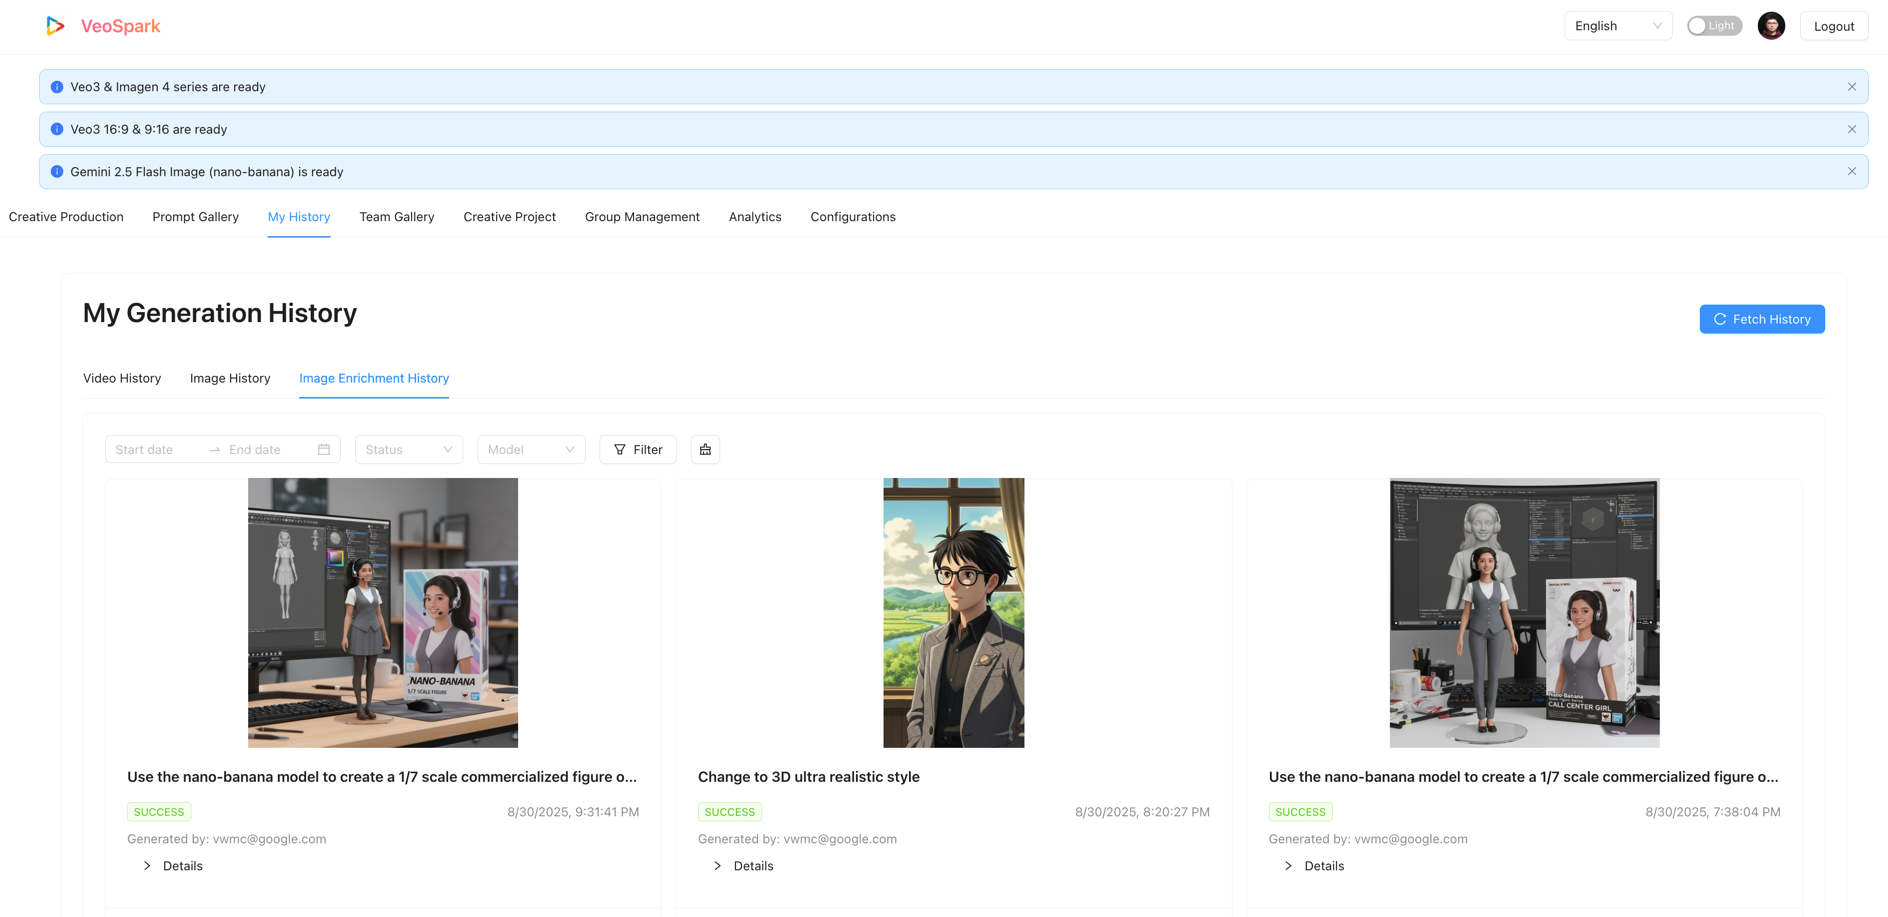 VeoSpark
English
Light
Logout
Veo3 & Imagen 4 series are ready
Veo3 16:9 & 9:16 are ready
Gemini 2.5 Flash Image (nano-banana) is ready
Creative Production
Prompt Gallery
My History
Team Gallery
Creative Project
Group Management
Analytics
Configurations
My Generation History
Fetch History
Video History
Image History
Image Enrichment History
Start date
End date
Status
Model
Filter
NANO-BANANA
1/7 SCALE FIGURE
Nano-Banana
CALL CENTER GIRL
Use the nano-banana model to create a 1/7 scale commercialized figure o...
SUCCESS
8/30/2025, 9:31:41 PM
Generated by: vwmc@google.com
Details
Change to 3D ultra realistic style
SUCCESS
8/30/2025, 8:20:27 PM
Generated by: vwmc@google.com
Details
Use the nano-banana model to create a 1/7 scale commercialized figure o...
SUCCESS
8/30/2025, 7:38:04 PM
Generated by: vwmc@google.com
Details